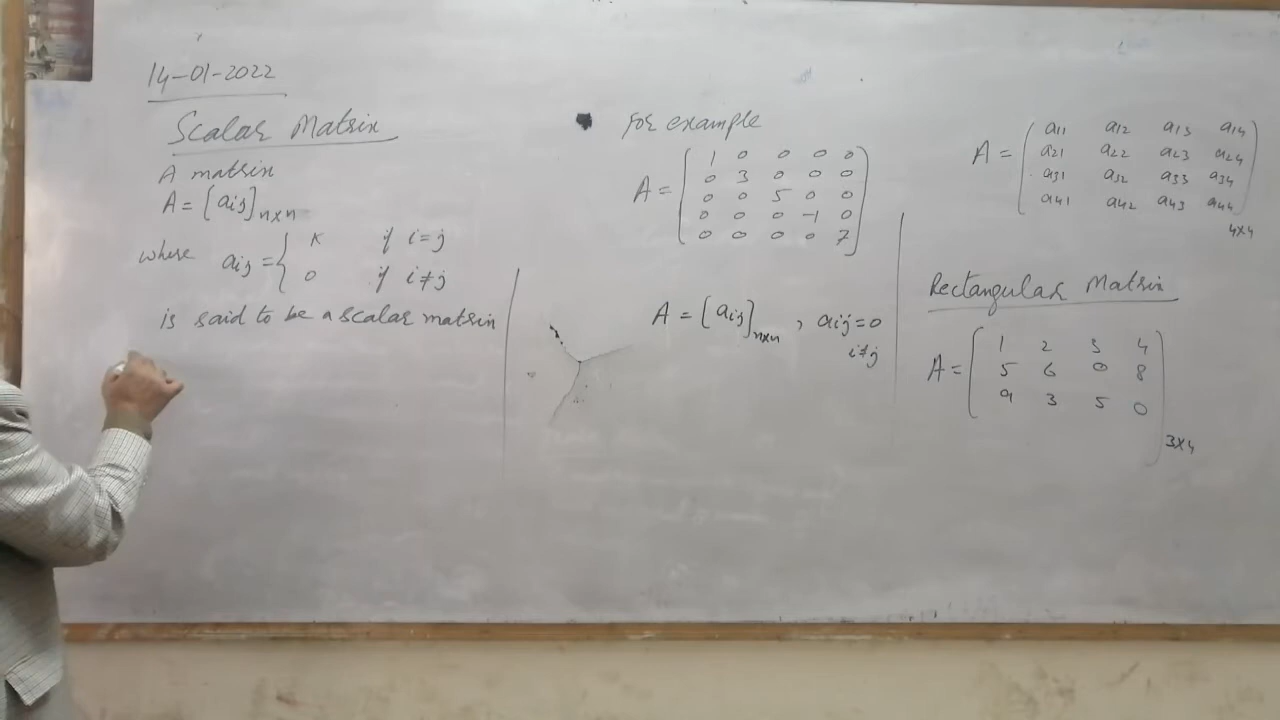 14-01-2022
Scalar Matrix
A matrix
A = [aij]n×n
where aij = { K if i=j
0 if i≠j
is said to be a scalar matrix
For example
A = [ 1 0 0 0 0
0 3 0 0 0
0 0 5 0 0
0 0 0 -1 0
0 0 0 0 7 ]
A = [aij]n×n , aij=0
i≠j
A = [ a11 a12 a13 a14
a21 a22 a23 a24
a31 a32 a33 a34
a41 a42 a43 a44 ]
4×4
Rectangular Matrix
A = [ 1 2 3 4
5 6 0 8
9 3 5 0 ]
3×4